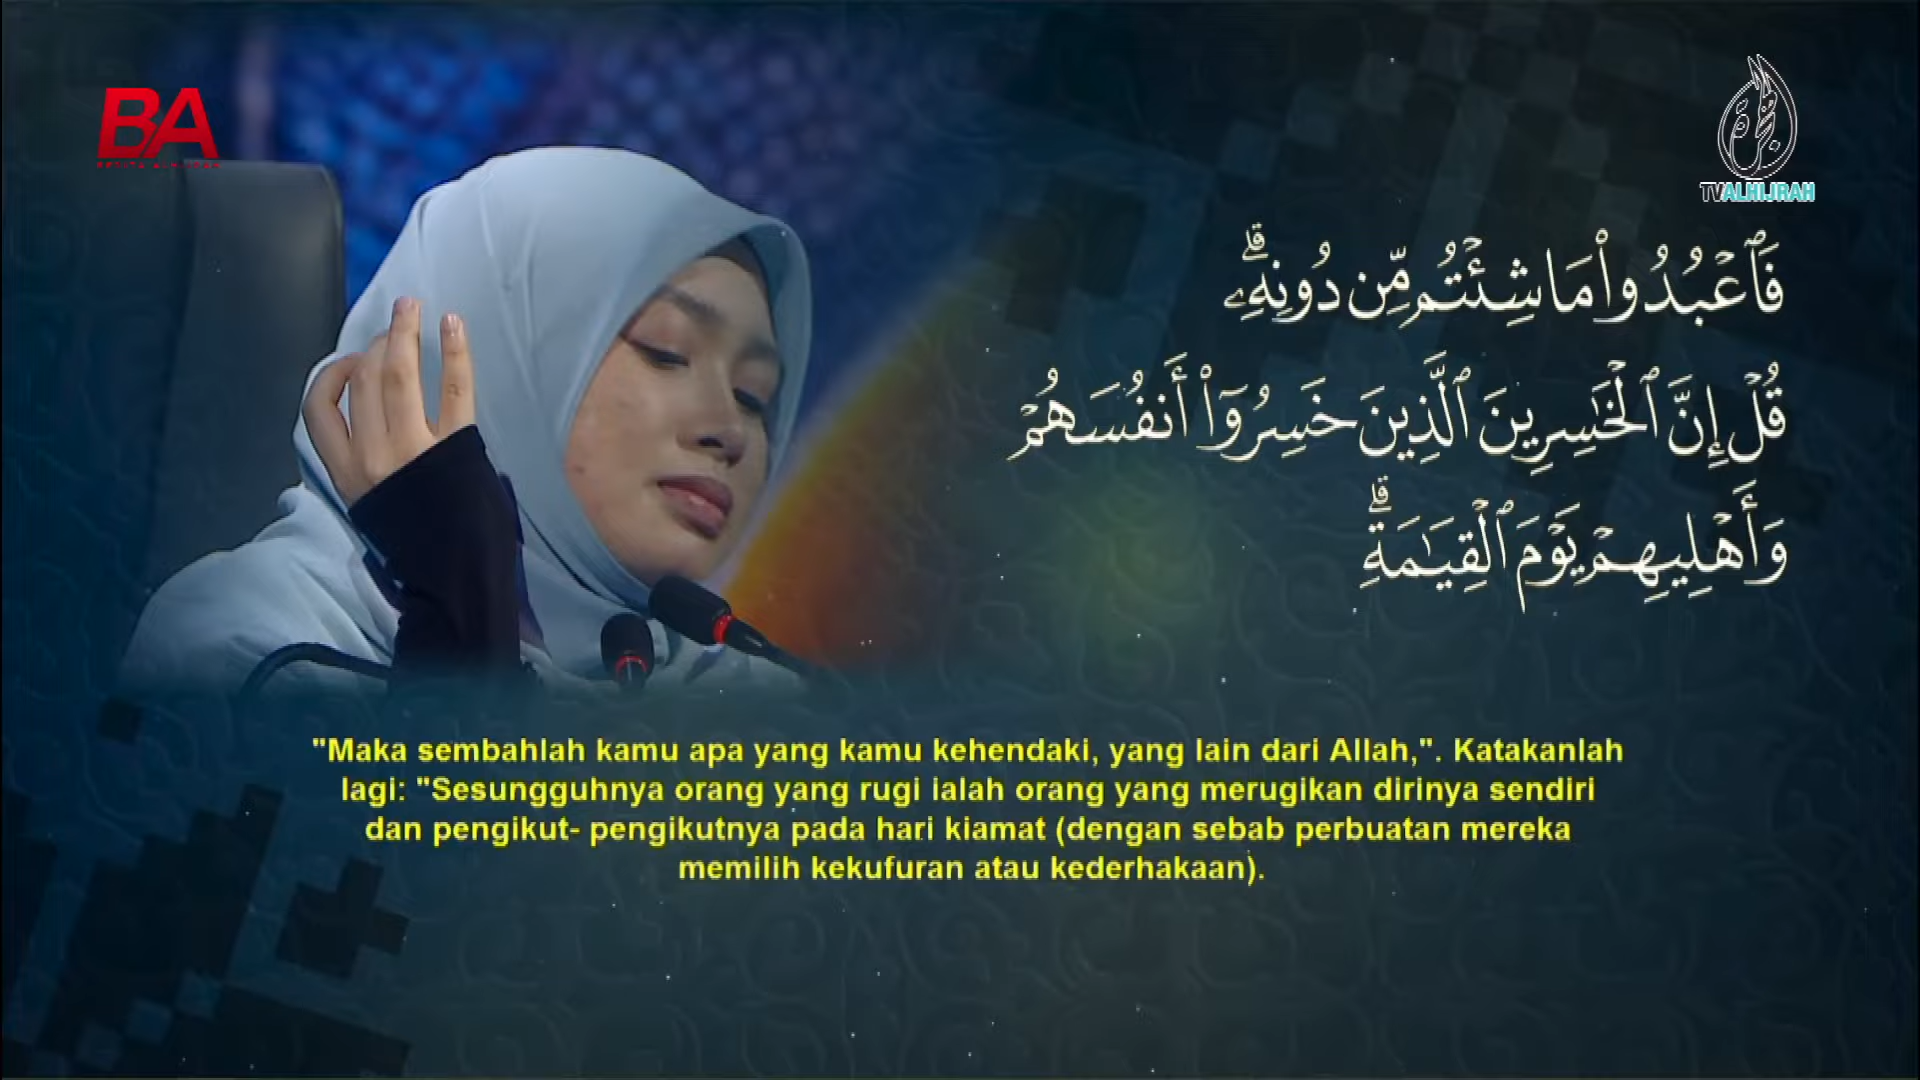 BA
TVALHIJRAH
فَٱعۡبُدُواْ مَا شِئۡتُم مِّن دُونِهِۦۗ
قُلۡ إِنَّ ٱلۡخَٰسِرِينَ ٱلَّذِينَ خَسِرُوٓاْ أَنفُسَهُمۡ
وَأَهۡلِيهِمۡ يَوۡمَ ٱلۡقِيَٰمَةِۗ
"Maka sembahlah kamu apa yang kamu kehendaki, yang lain dari Allah,". Katakanlah
lagi: "Sesungguhnya orang yang rugi ialah orang yang merugikan dirinya sendiri
dan pengikut- pengikutnya pada hari kiamat (dengan sebab perbuatan mereka
memilih kekufuran atau kederhakaan).